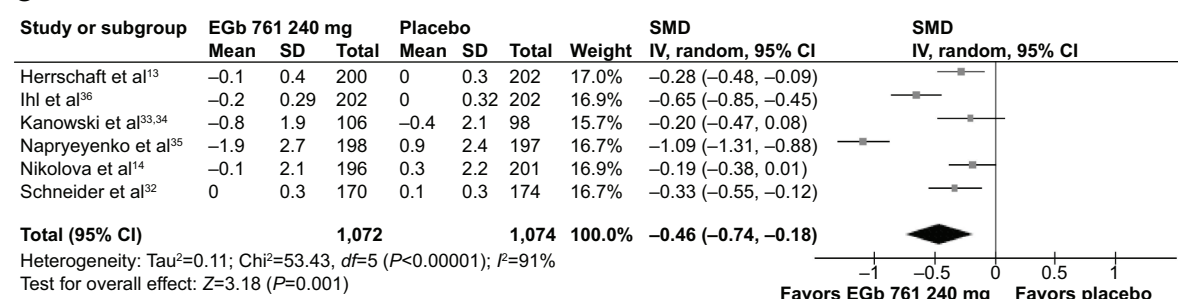 Study or subgroup EGb 761 240 mg Placebo SMD SMD
Mean SD Total Mean SD Total Weight IV, random, 95% CI IV, random, 95% CI
Herrschaft et al¹³ –0.1 0.4 200 0 0.3 202 17.0% –0.28 (–0.48, –0.09)
Ihl et al³⁶ –0.2 0.29 202 0 0.32 202 16.9% –0.65 (–0.85, –0.45)
Kanowski et al³³,³⁴ –0.8 1.9 106 –0.4 2.1 98 15.7% –0.20 (–0.47, 0.08)
Napryeyenko et al³⁵ –1.9 2.7 198 0.9 2.4 197 16.7% –1.09 (–1.31, –0.88)
Nikolova et al¹⁴ –0.1 2.1 196 0.3 2.2 201 16.9% –0.19 (–0.38, 0.01)
Schneider et al³² 0 0.3 170 0.1 0.3 174 16.7% –0.33 (–0.55, –0.12)
Total (95% CI) 1,072 1,074 100.0% –0.46 (–0.74, –0.18)
Heterogeneity: Tau²=0.11; Chi²=53.43, df=5 (P<0.00001); I²=91%
Test for overall effect: Z=3.18 (P=0.001)
–1 –0.5 0 0.5 1
Favors EGb 761 240 mg Favors placebo